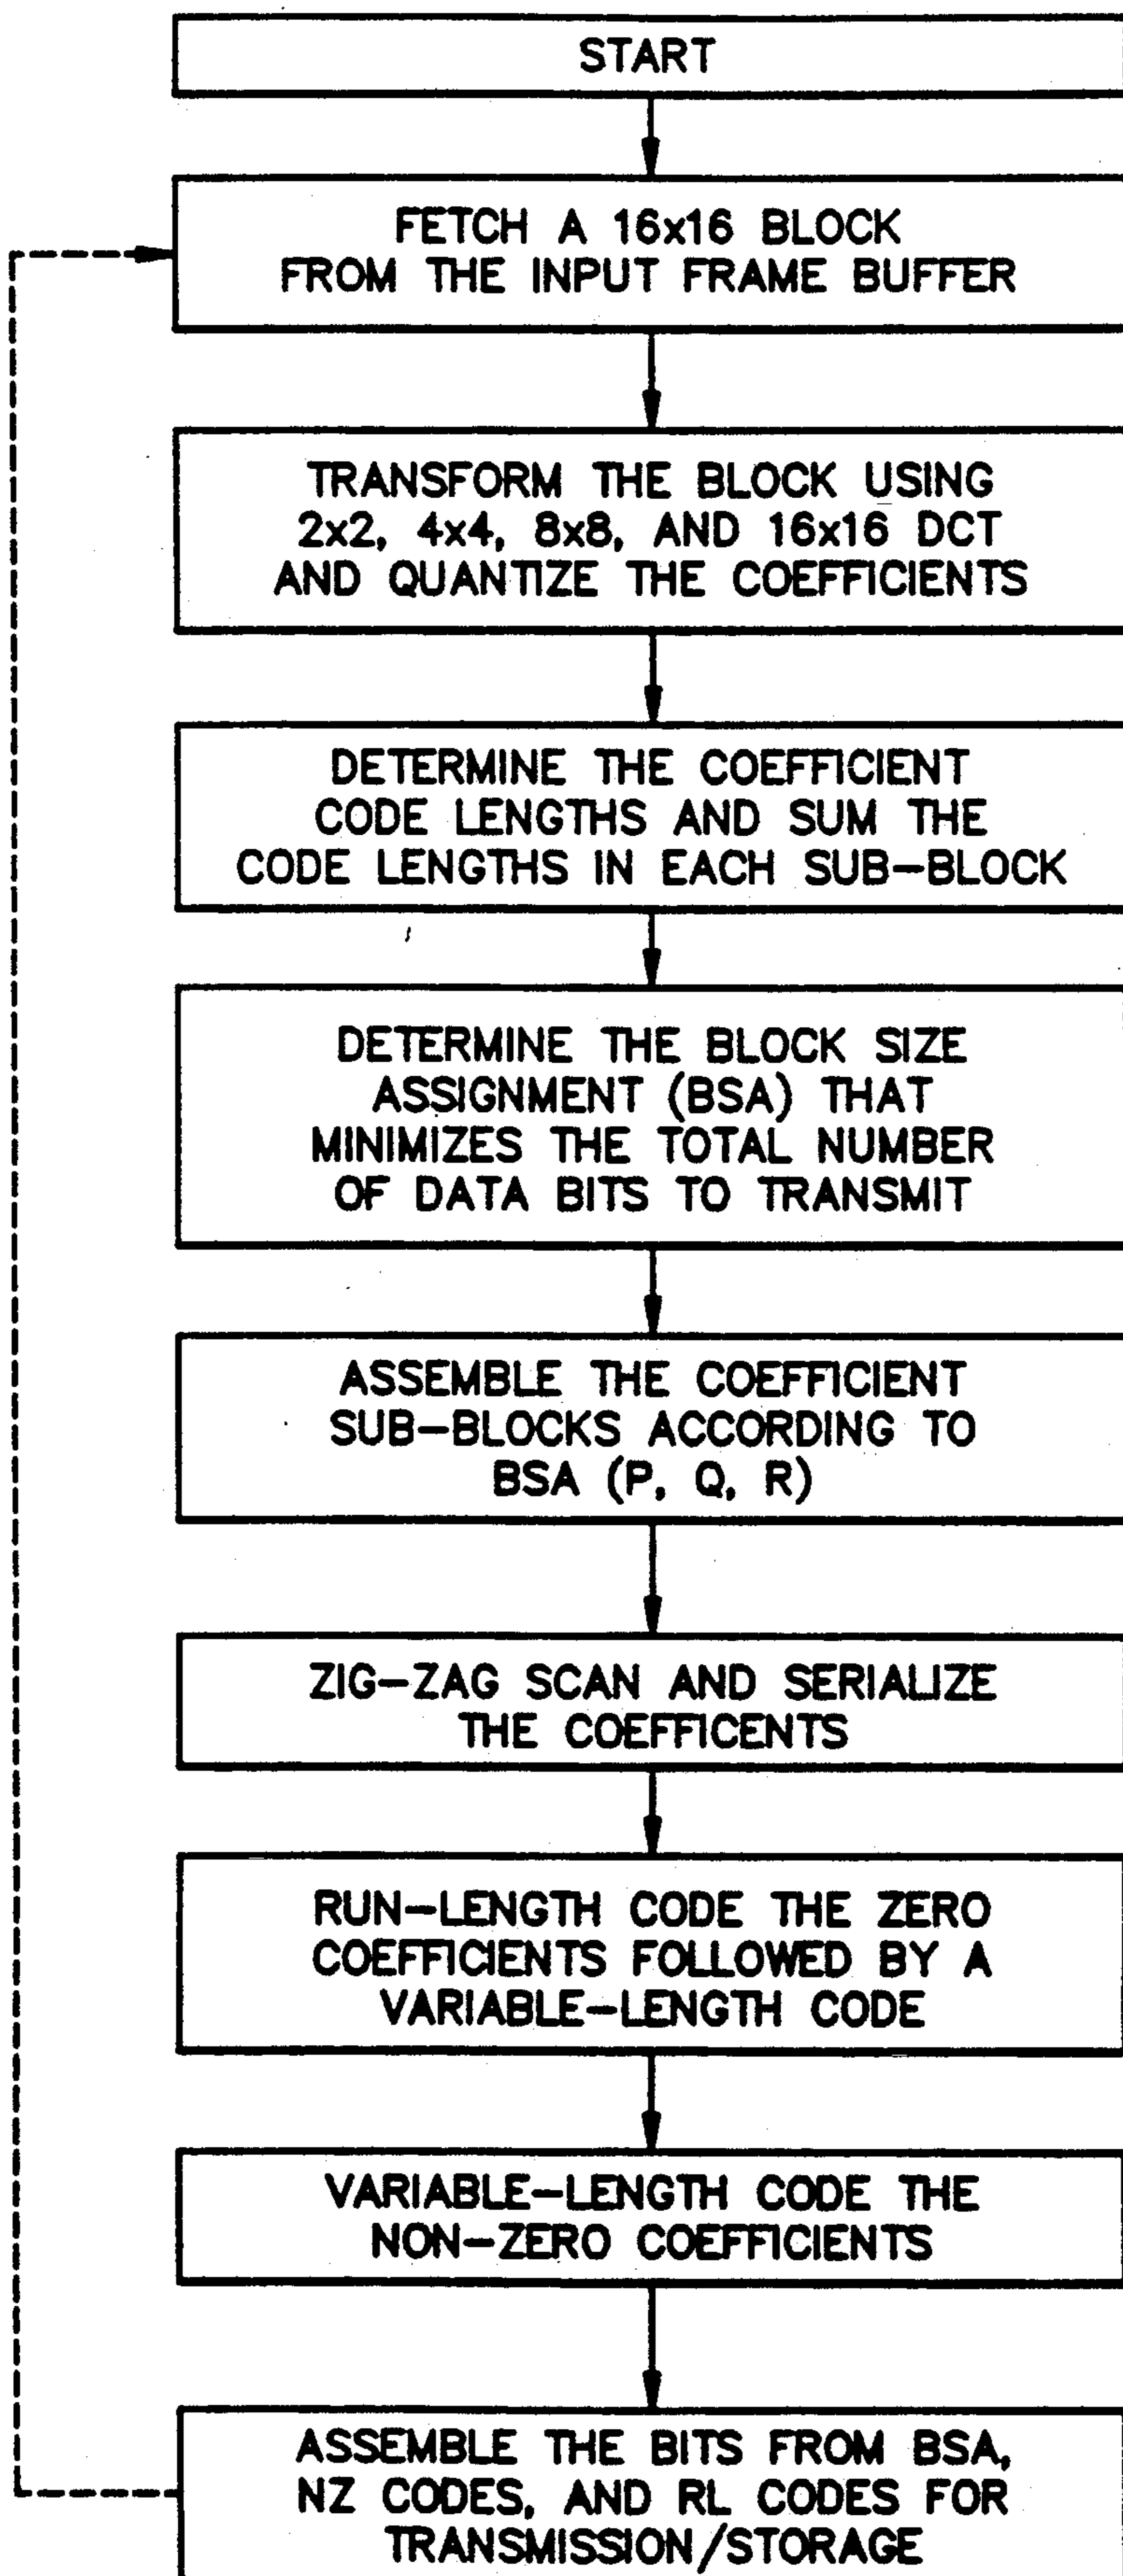 START
FETCH A 16x16 BLOCK
FROM THE INPUT FRAME BUFFER
TRANSFORM THE BLOCK USING
2x2, 4x4, 8x8, AND 16x16 DCT
AND QUANTIZE THE COEFFICIENTS
DETERMINE THE COEFFICIENT
CODE LENGTHS AND SUM THE
CODE LENGTHS IN EACH SUB-BLOCK
DETERMINE THE BLOCK SIZE
ASSIGNMENT (BSA) THAT
MINIMIZES THE TOTAL NUMBER
OF DATA BITS TO TRANSMIT
ASSEMBLE THE COEFFICIENT
SUB-BLOCKS ACCORDING TO
BSA (P, Q, R)
ZIG-ZAG SCAN AND SERIALIZE
THE COEFFICENTS
RUN-LENGTH CODE THE ZERO
COEFFICIENTS FOLLOWED BY A
VARIABLE-LENGTH CODE
VARIABLE-LENGTH CODE THE
NON-ZERO COEFFICIENTS
ASSEMBLE THE BITS FROM BSA,
NZ CODES, AND RL CODES FOR
TRANSMISSION/STORAGE